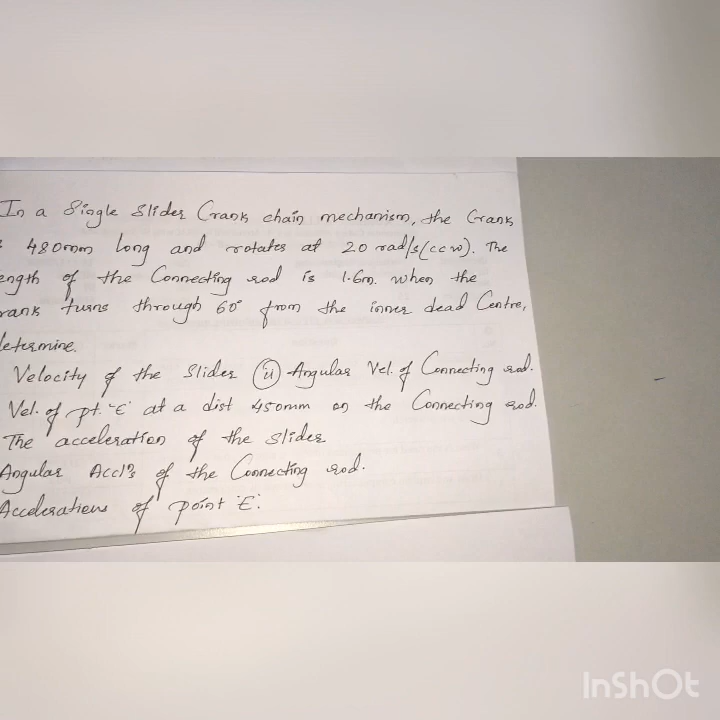 In a Single Slider Crank chain mechanism, the Crank
480mm long and rotates at 20 rad/s(ccw). The
ength of the Connecting rod is 1.6m. when the
rank turns through 60° from the inner dead Centre,
etermine.
Velocity of the Slider (ii) Angular Vel. of Connecting rod.
Vel. of pt. 'E' at a dist 450mm on the Connecting rod.
The acceleration of the slider
Angular Accl? of the Connecting rod.
Accelerations of point 'E'.
InShOt